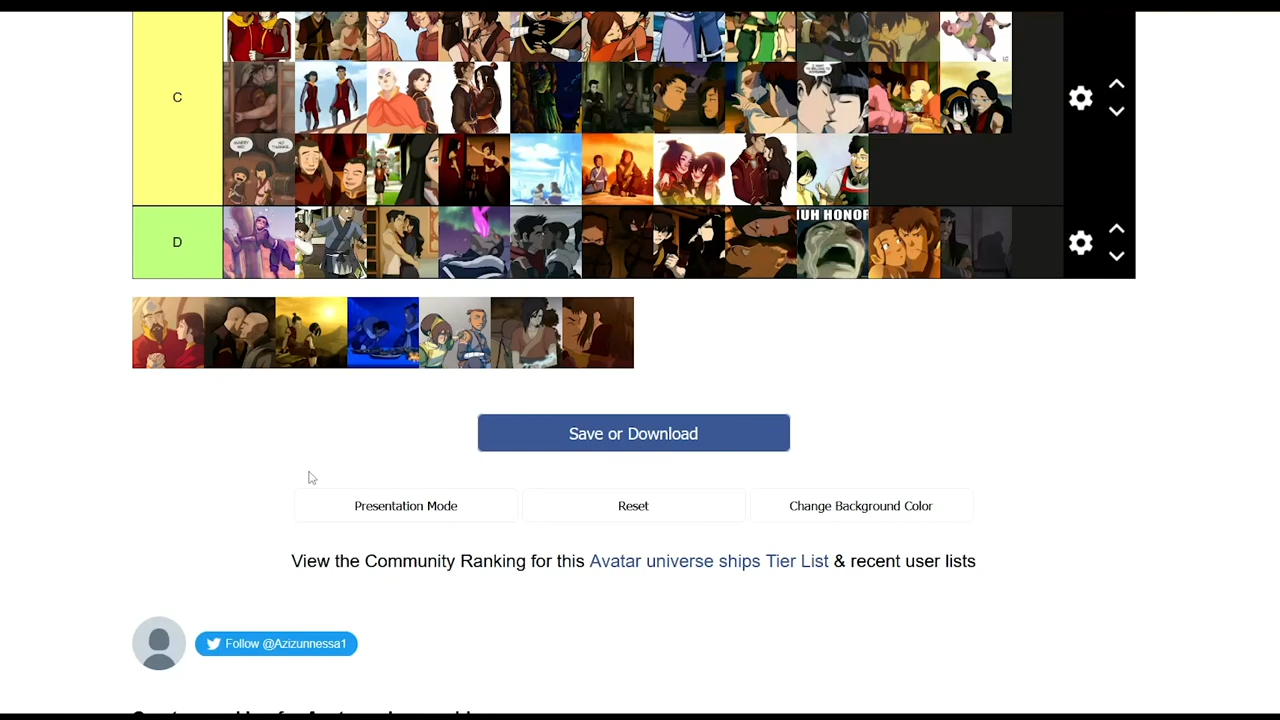 C
D
UH HONOR
Save or Download
Presentation Mode
Reset
Change Background Color
View the Community Ranking for this Avatar universe ships Tier List & recent user lists
Follow @Azizunnessa1